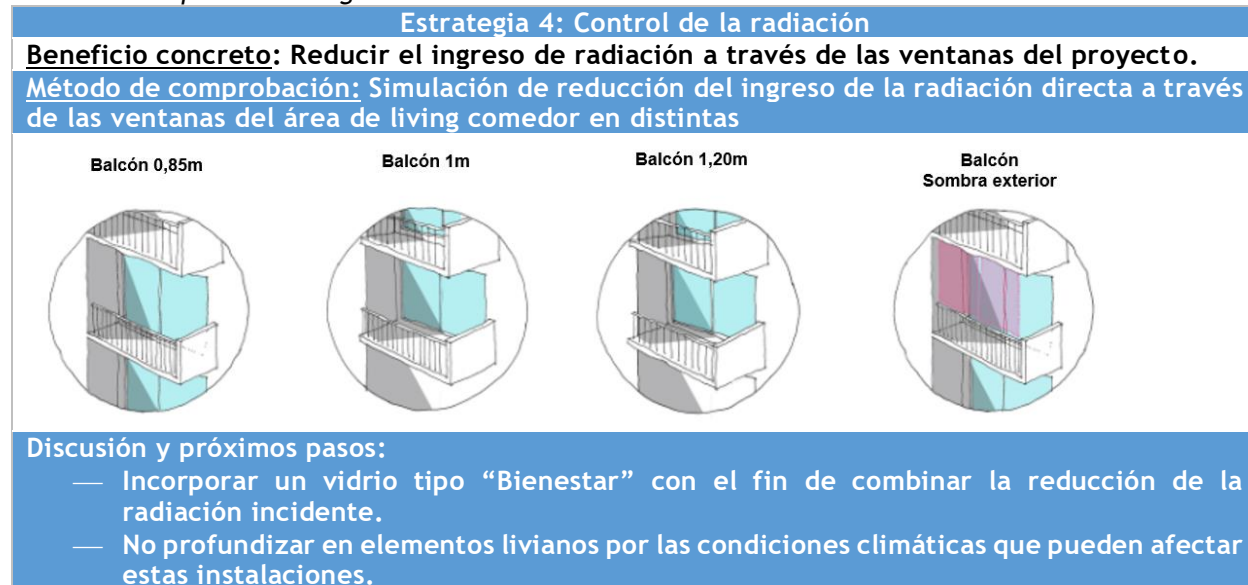 Estrategia 4: Control de la radiación
Beneficio concreto: Reducir el ingreso de radiación a través de las ventanas del proyecto.
Método de comprobación: Simulación de reducción del ingreso de la radiación directa a través
de las ventanas del área de living comedor en distintas
Balcón 0,85m
Balcón 1m
Balcón 1,20m
Balcón
Sombra exterior
Discusión y próximos pasos:
— Incorporar un vidrio tipo “Bienestar” con el fin de combinar la reducción de la
radiación incidente.
— No profundizar en elementos livianos por las condiciones climáticas que pueden afectar
estas instalaciones.